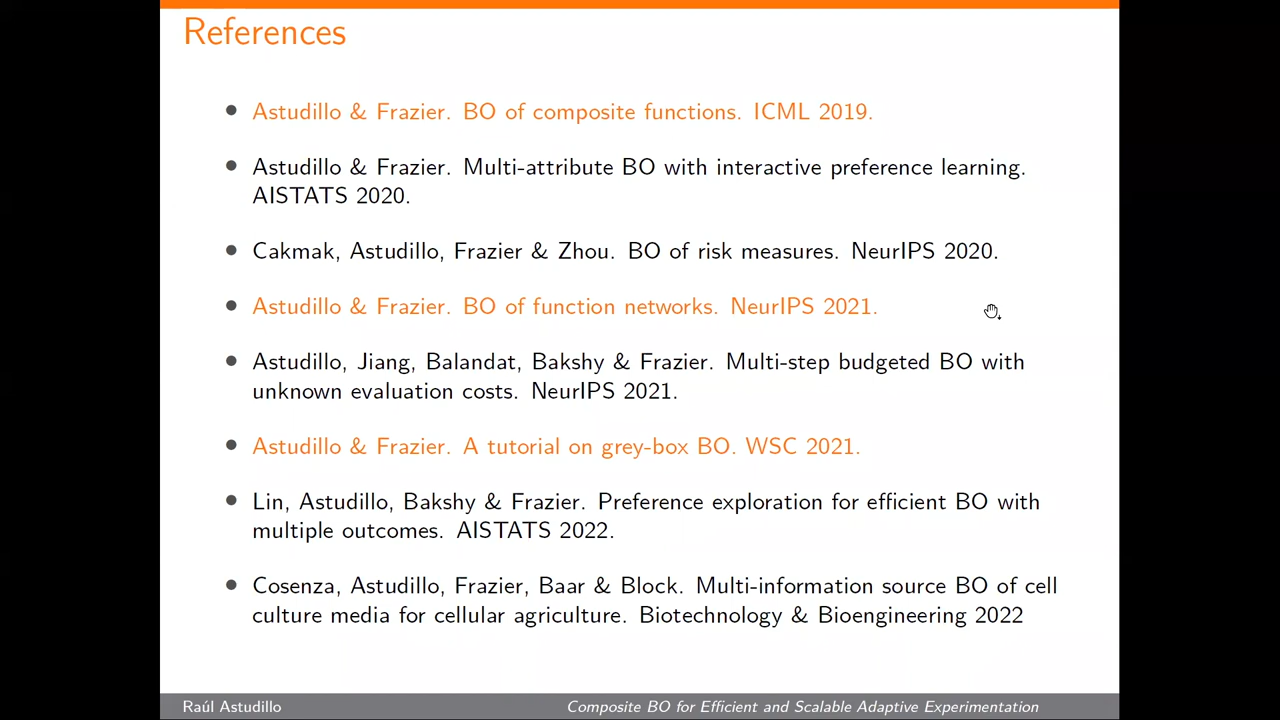 References
• Astudillo & Frazier. BO of composite functions. ICML 2019.
• Astudillo & Frazier. Multi-attribute BO with interactive preference learning.
AISTATS 2020.
• Cakmak, Astudillo, Frazier & Zhou. BO of risk measures. NeurIPS 2020.
• Astudillo & Frazier. BO of function networks. NeurIPS 2021.
• Astudillo, Jiang, Balandat, Bakshy & Frazier. Multi-step budgeted BO with
unknown evaluation costs. NeurIPS 2021.
• Astudillo & Frazier. A tutorial on grey-box BO. WSC 2021.
• Lin, Astudillo, Bakshy & Frazier. Preference exploration for efficient BO with
multiple outcomes. AISTATS 2022.
• Cosenza, Astudillo, Frazier, Baar & Block. Multi-information source BO of cell
culture media for cellular agriculture. Biotechnology & Bioengineering 2022
Raúl Astudillo
Composite BO for Efficient and Scalable Adaptive Experimentation